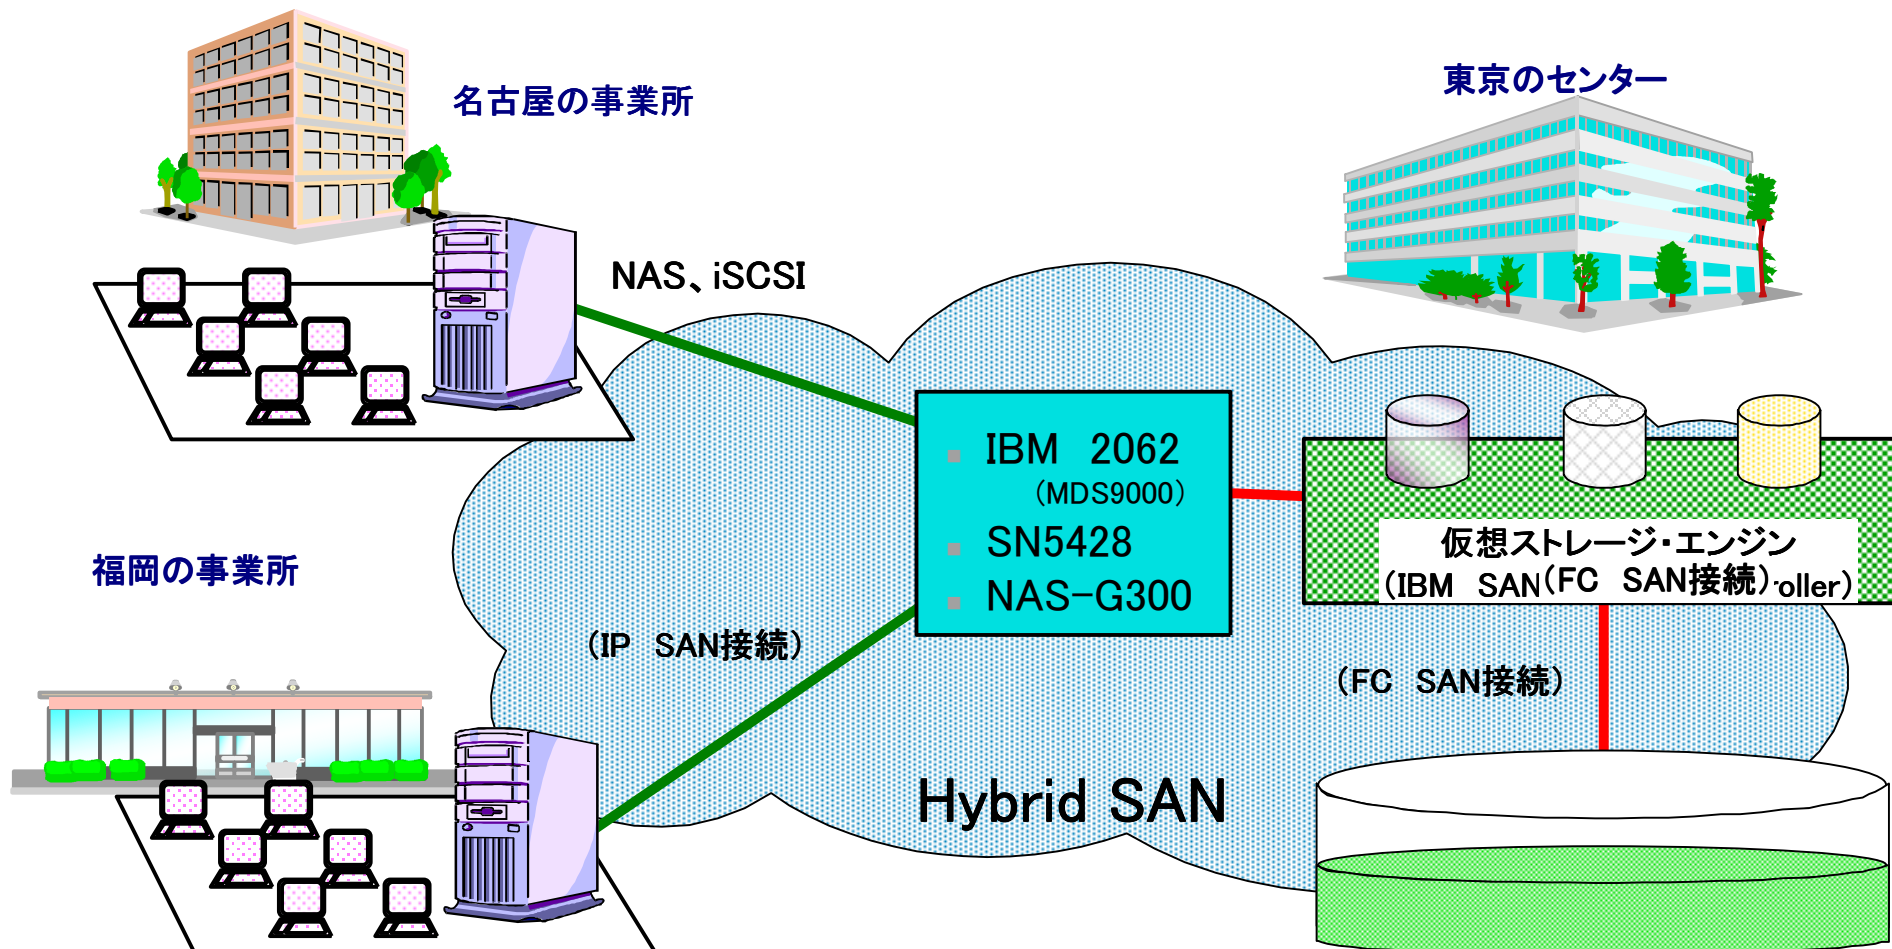 名古屋の事業所
東京のセンター
NAS、iSCSI
IBM　2062
（MDS9000）
SN5428
NAS-G300
仮想ストレージ・エンジン
(IBM　SAN
（FC　SAN接続）
oller)
福岡の事業所
（IP　SAN接続）
（FC　SAN接続）
Hybrid SAN